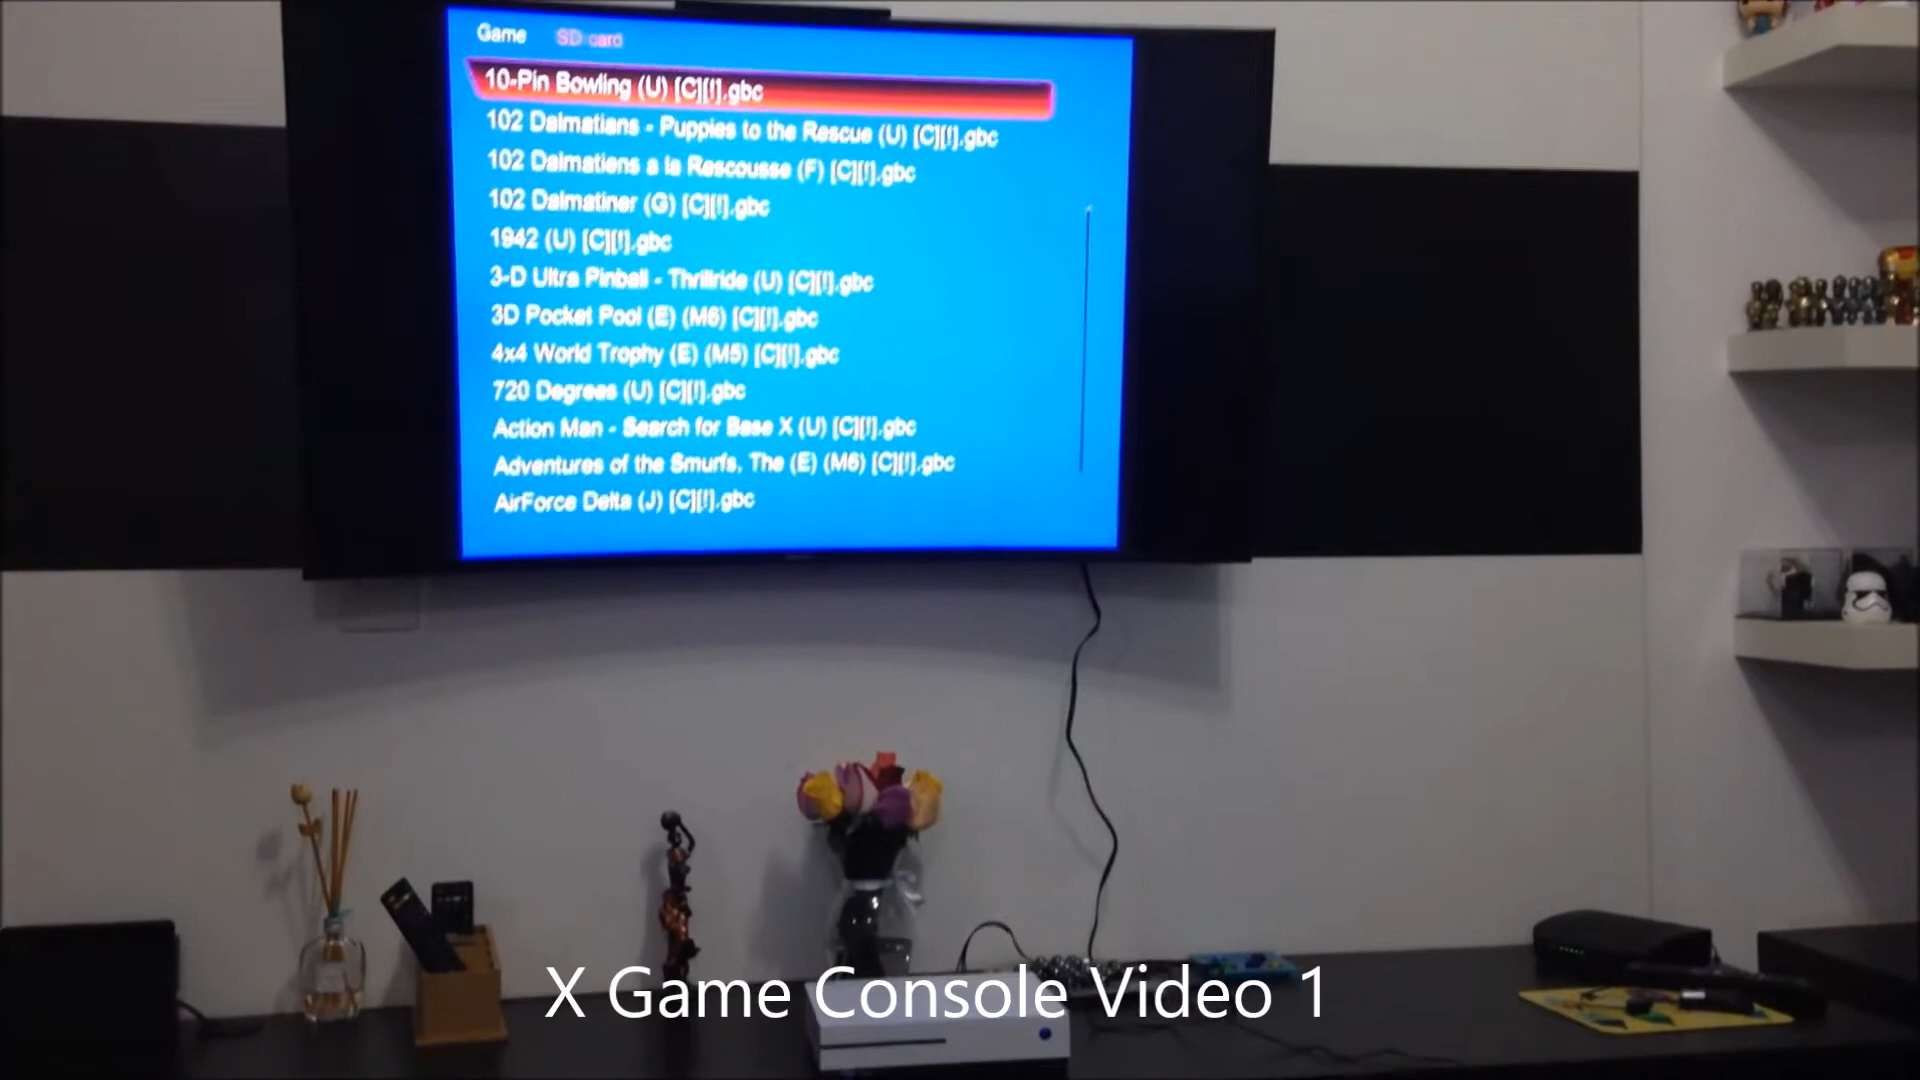 Game SD card
10-Pin Bowling (U) [C][!].gbc
102 Dalmatians - Puppies to the Rescue (U) [C][!].gbc
102 Dalmatiens a la Rescousse (F) [C][!].gbc
102 Dalmatiner (G) [C][!].gbc
1942 (U) [C][!].gbc
3-D Ultra Pinball - Thrillride (U) [C][!].gbc
3D Pocket Pool (E) (M6) [C][!].gbc
4x4 World Trophy (E) (M5) [C][!].gbc
720 Degrees (U) [C][!].gbc
Action Man - Search for Base X (U) [C][!].gbc
Adventures of the Smurfs, The (E) (M6) [C][!].gbc
AirForce Delta (J) [C][!].gbc
X Game Console Video 1